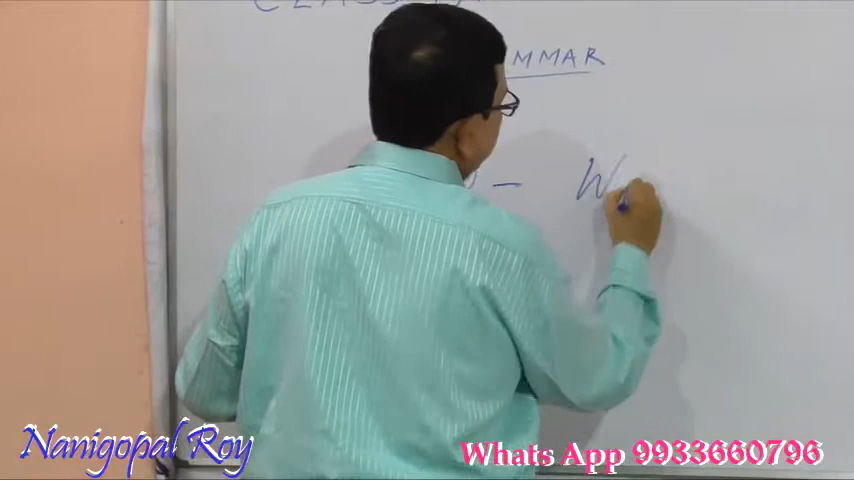 CLASS
MMAR
– W
Nanigopal Roy
Whats App 9933660796